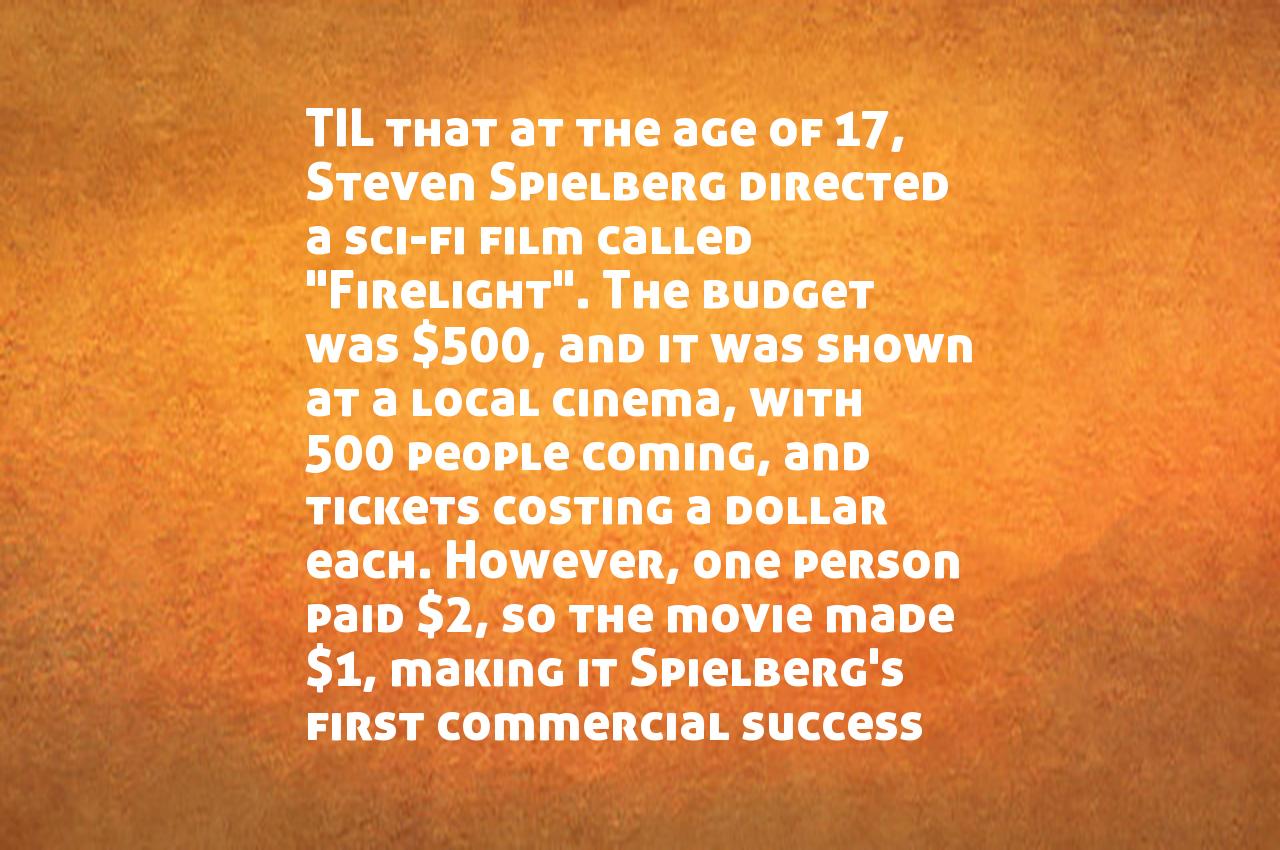 TIL that at the age of 17,
Steven Spielberg directed
a sci-fi film called
"Firelight". The budget
was $500, and it was shown
at a local cinema, with
500 people coming, and
tickets costing a dollar
each. However, one person
paid $2, so the movie made
$1, making it Spielberg's
first commercial success